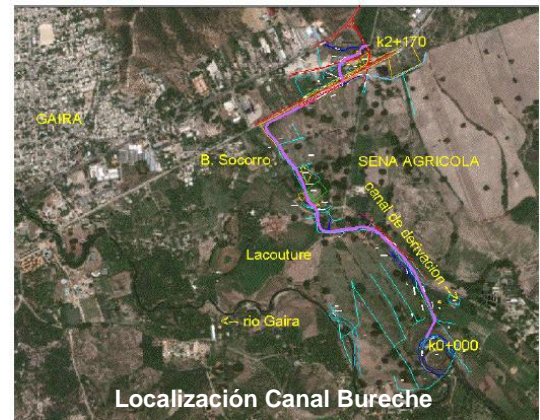 k2+170
GAIRA
B. Socorro
SENA AGRICOLA
canal de derivacion
Lacouture
<-- rio Gaira
k0+000
Localización Canal Bureche